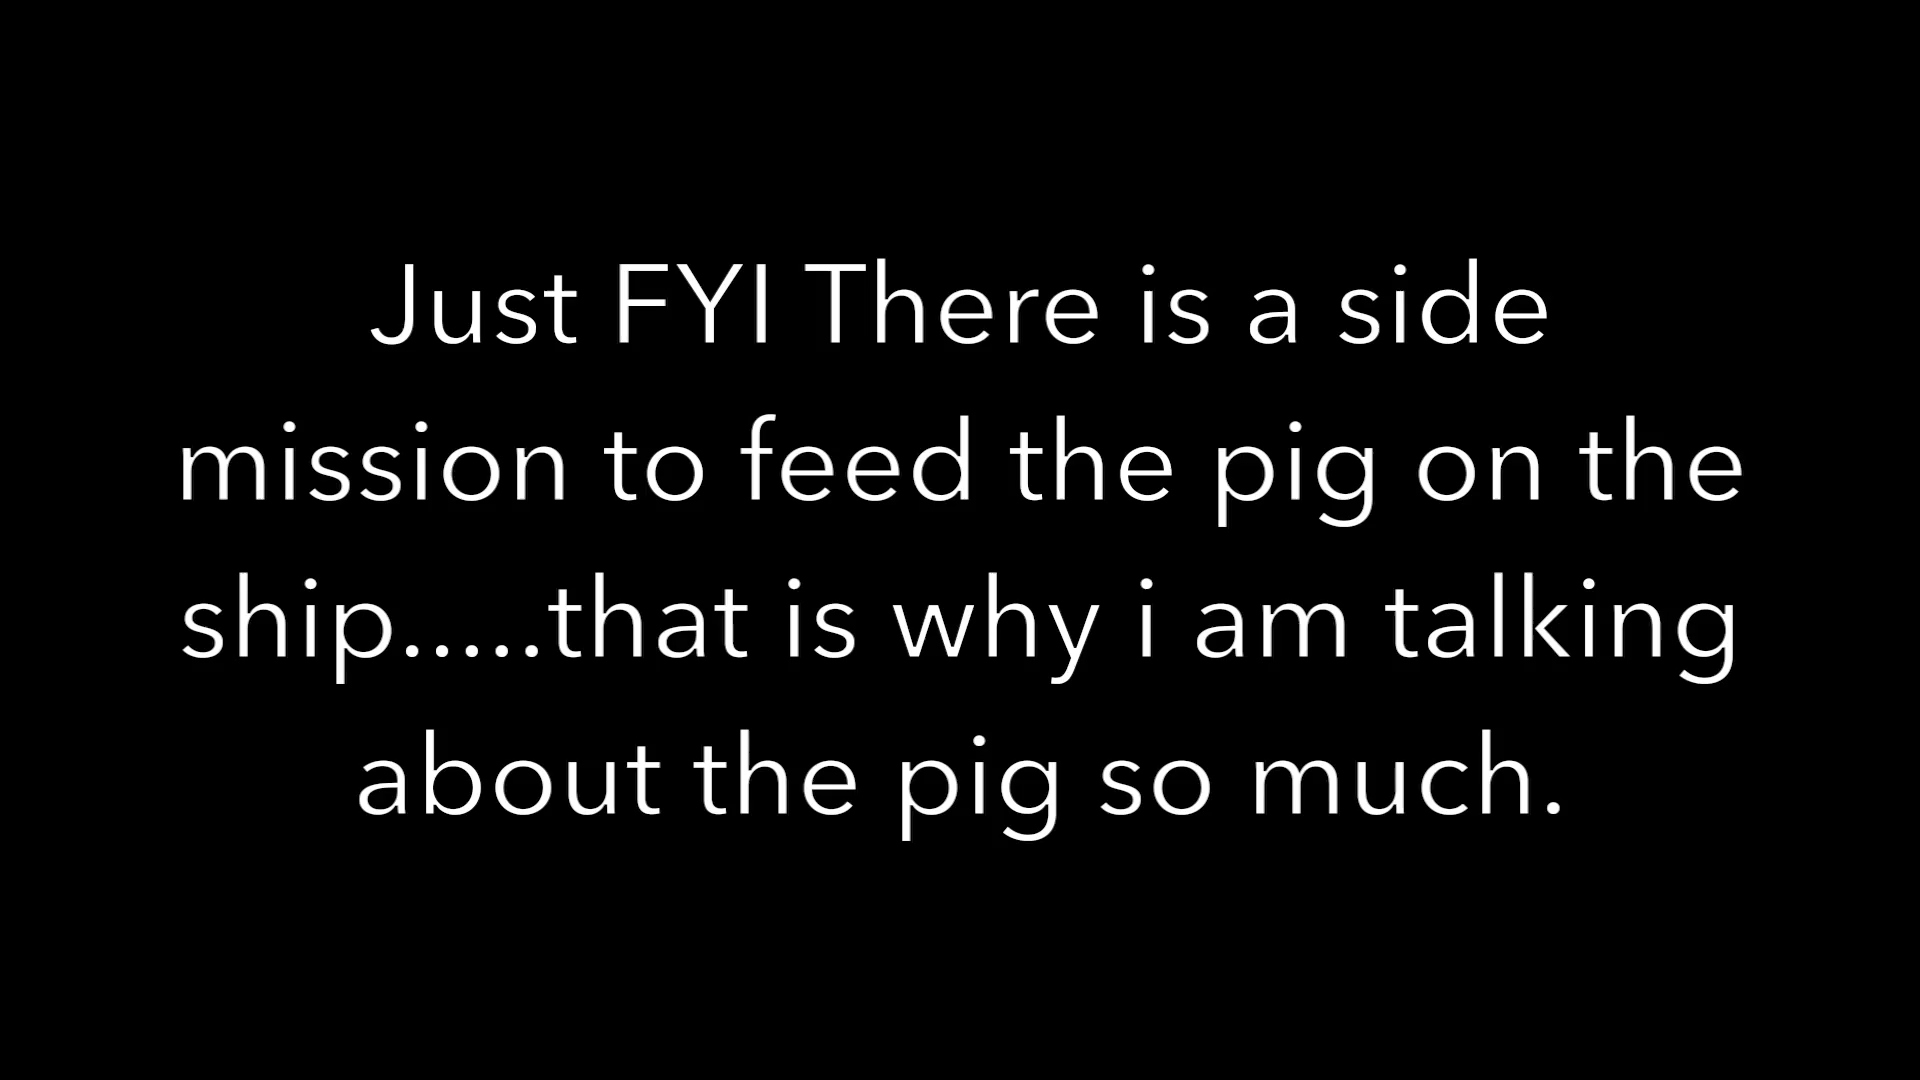 Just FYI There is a side
mission to feed the pig on the
ship.....that is why i am talking
about the pig so much.